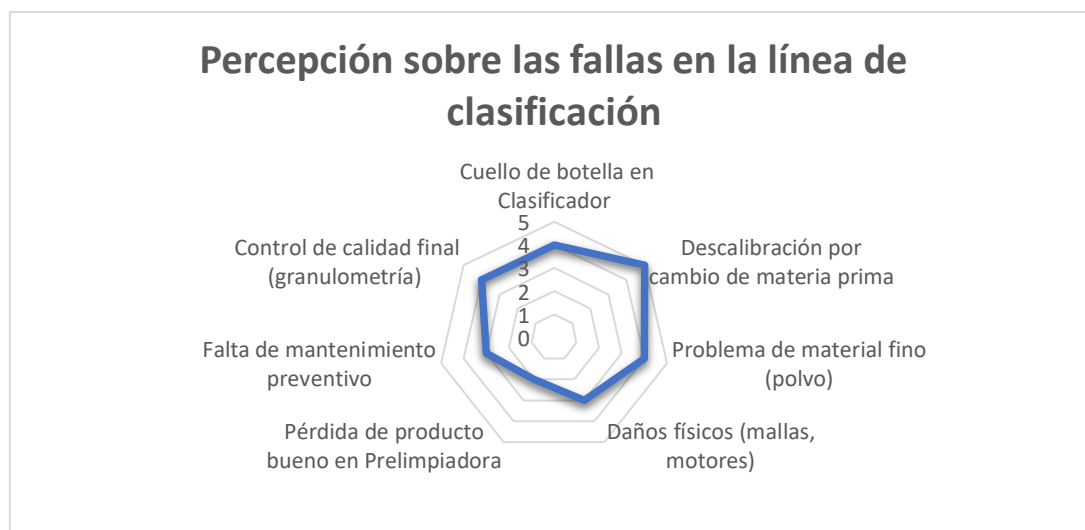 Percepción sobre las fallas en la línea de
clasificación
Cuello de botella en
Clasificador
5
4
3
2
1
0
Descalibración por
cambio de materia prima
Problema de material fino
(polvo)
Daños físicos (mallas,
motores)
Pérdida de producto
bueno en Prelimpiadora
Falta de mantenimiento
preventivo
Control de calidad final
(granulometría)